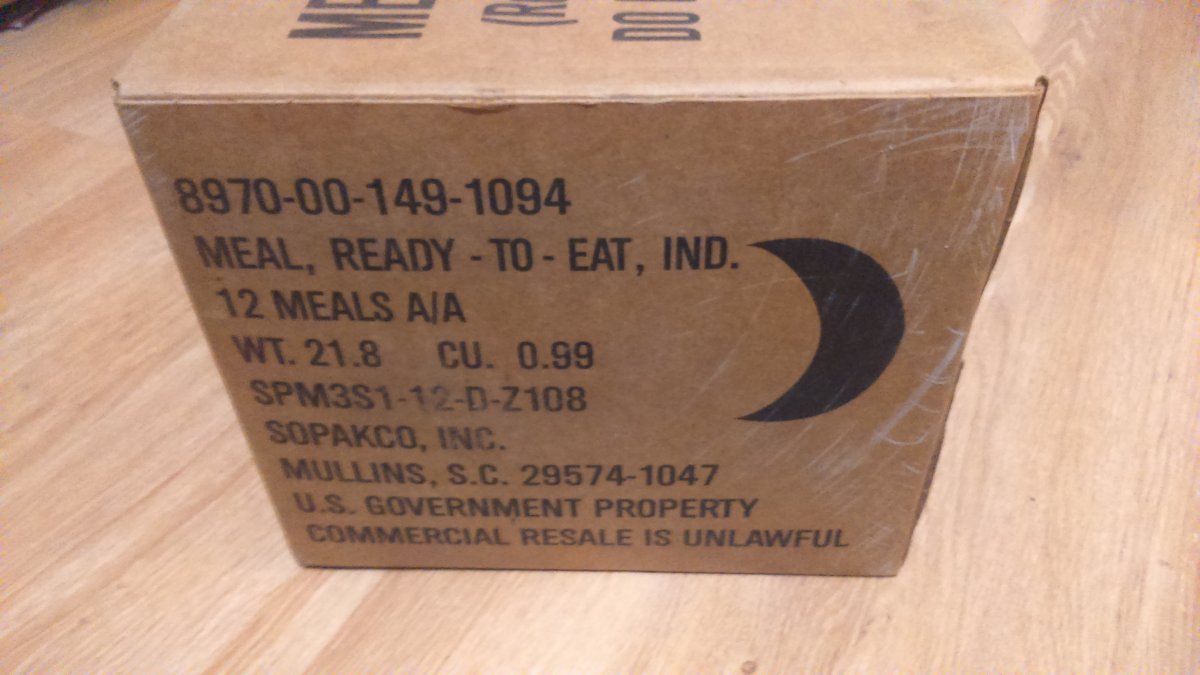 8970-00-149-1094
MEAL, READY - TO - EAT, IND.
12 MEALS A/A
WT. 21.8 CU. 0.99
SPM3S1-12-D-Z108
SOPAKCO, INC.
MULLINS, S.C. 29574-1047
U.S. GOVERNMENT PROPERTY
COMMERCIAL RESALE IS UNLAWFUL